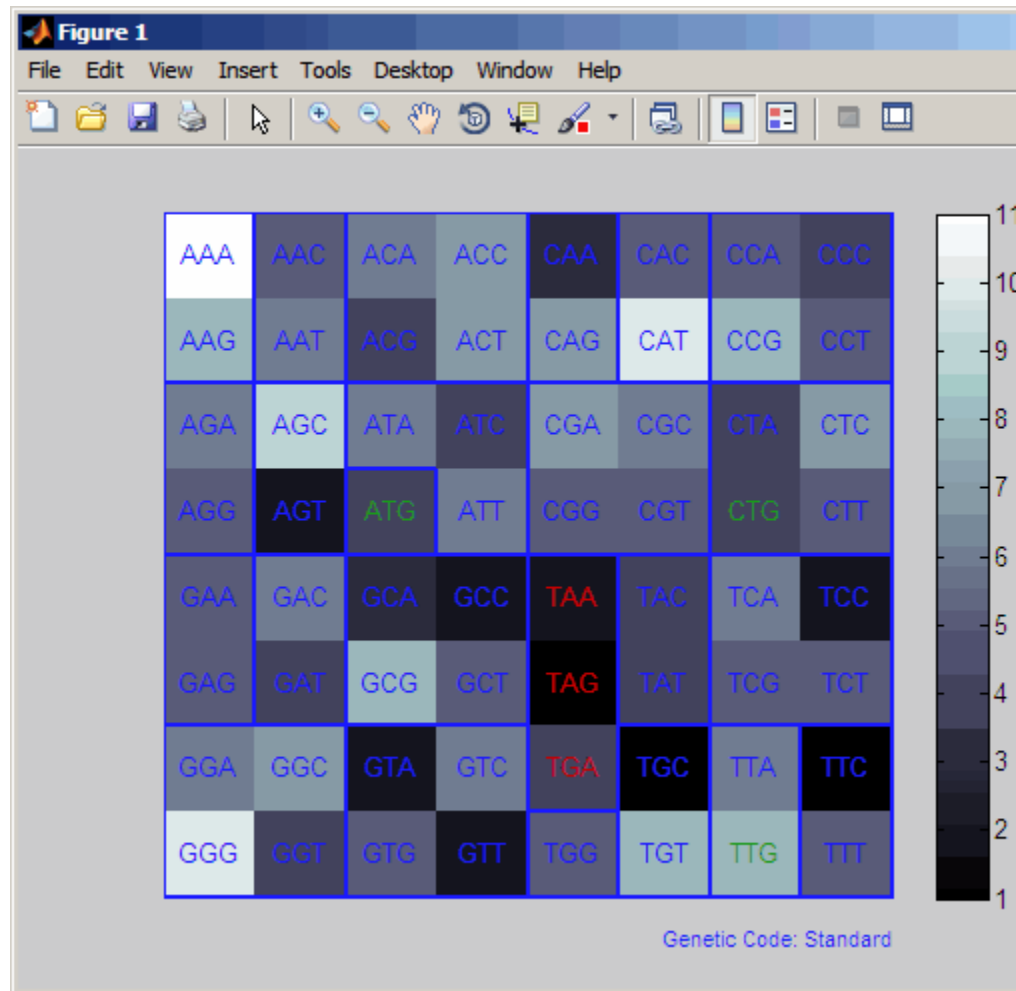 Figure 1
File Edit View Insert Tools Desktop Window Help
AAA AAC ACA ACC CAA CAC CCA CCC
AAG AAT ACG ACT CAG CAT CCG CCT
AGA AGC ATA ATC CGA CGC CTA CTC
AGG AGT ATG ATT CGG CGT CTG CTT
GAA GAC GCA GCC TAA TAC TCA TCC
GAG GAT GCG GCT TAG TAT TCG TCT
GGA GGC GTA GTC TGA TGC TTA TTC
GGG GGT GTG GTT TGG TGT TTG TTT
11
10
9
8
7
6
5
4
3
2
1
Genetic Code: Standard